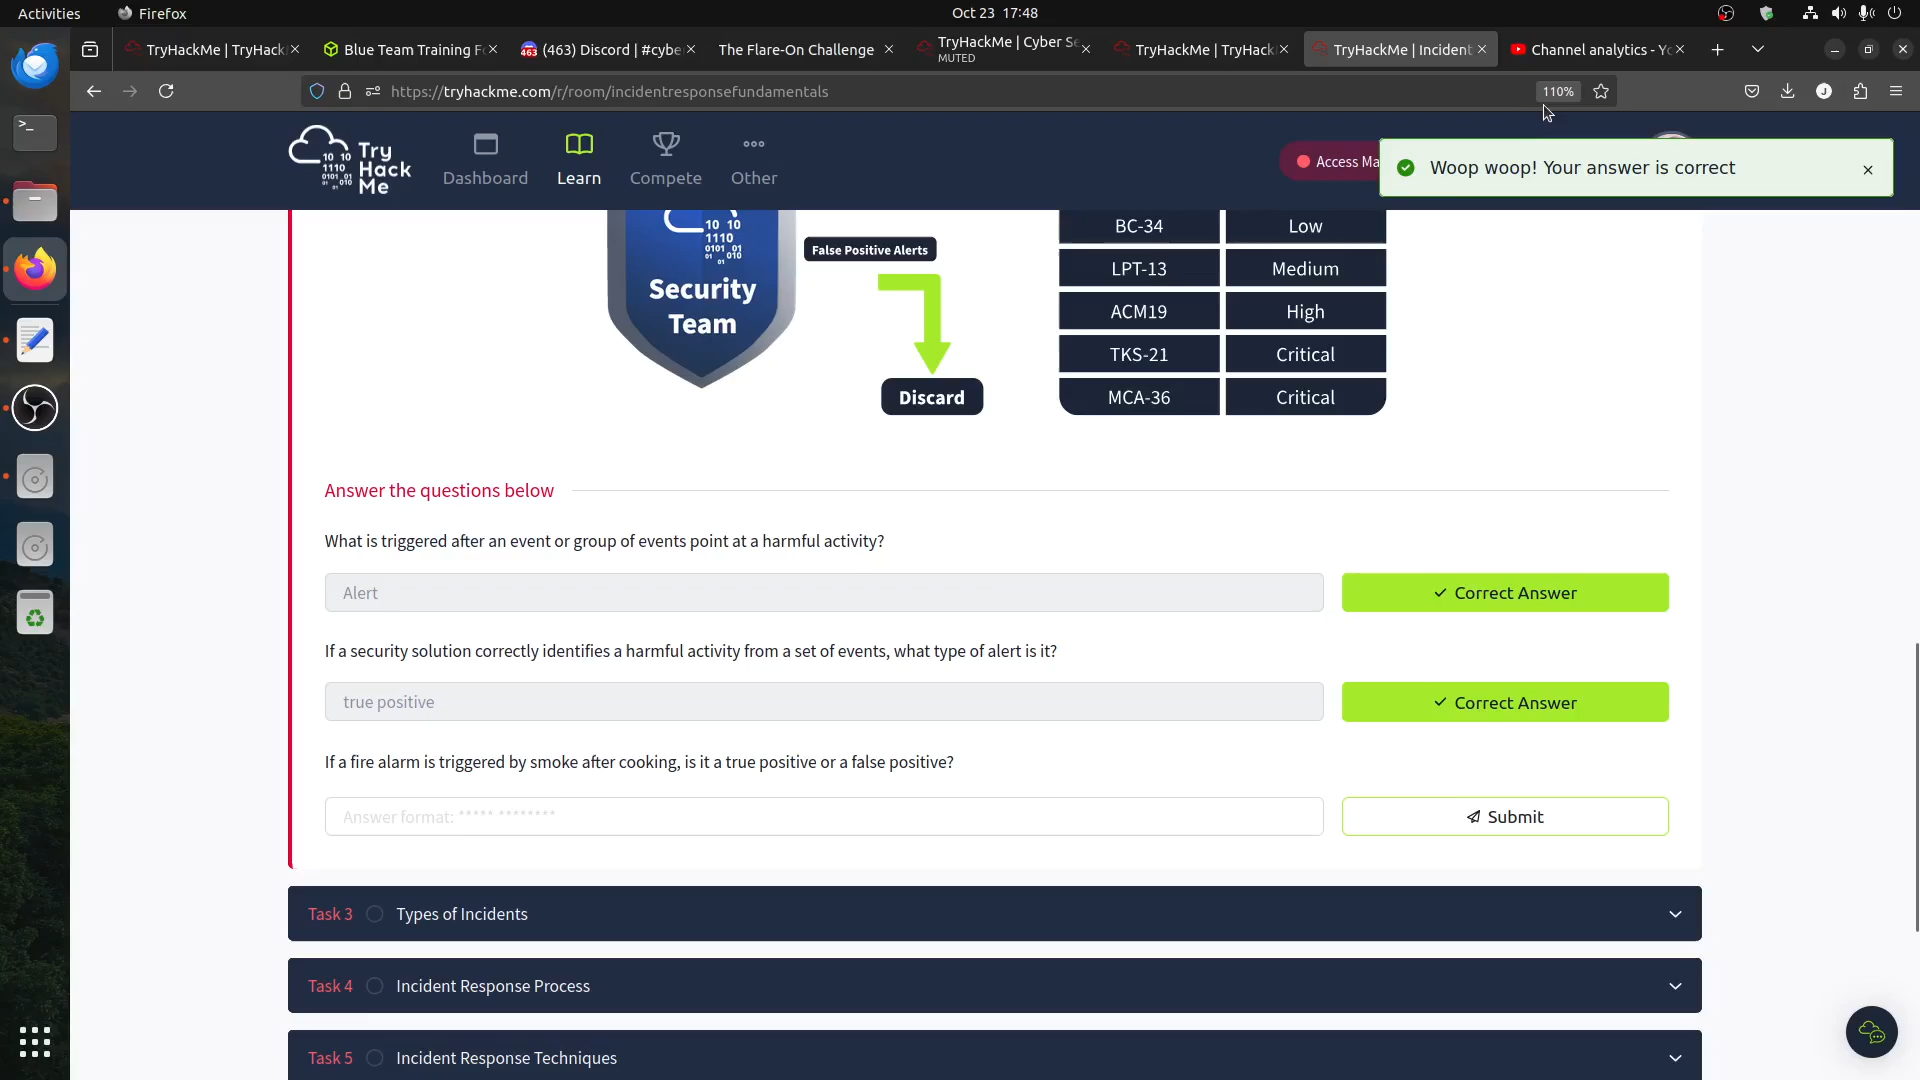 Activities
Firefox
Oct 23 17:48
TryHackMe | TryHack
Blue Team Training Fo
(463) Discord | #cybe
The Flare-On Challenge
TryHackMe | Cyber Se
MUTED
TryHackMe | TryHack
TryHackMe | Incident
Channel analytics - Yo
https://tryhackme.com/r/room/incidentresponsefundamentals
110%
Try
Hack
Me
Dashboard
Learn
Compete
Other
Access Ma
Woop woop! Your answer is correct
Security
Team
False Positive Alerts
Discard
BC-34 Low
LPT-13 Medium
ACM19 High
TKS-21 Critical
MCA-36 Critical
Answer the questions below
What is triggered after an event or group of events point at a harmful activity?
Alert
Correct Answer
If a security solution correctly identifies a harmful activity from a set of events, what type of alert is it?
true positive
Correct Answer
If a fire alarm is triggered by smoke after cooking, is it a true positive or a false positive?
Answer format: ***** ********
Submit
Task 3 Types of Incidents
Task 4 Incident Response Process
Task 5 Incident Response Techniques